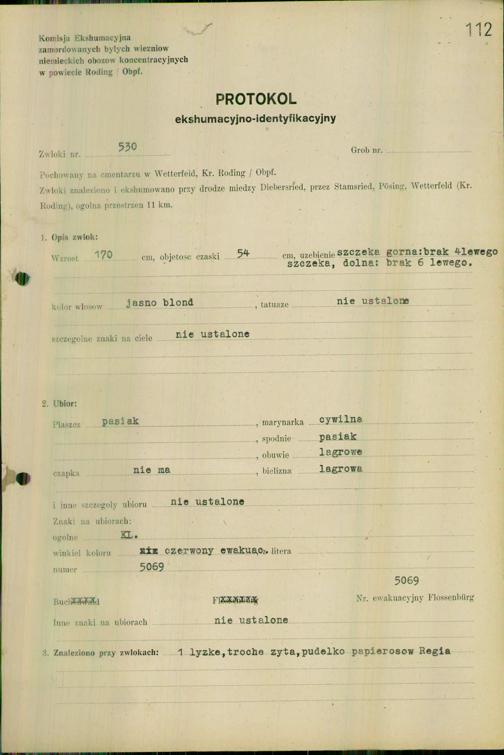 112
Komisja Ekshumacyjna
zamordowanych bylych wiezniow
niemieckich obozow koncentracyjnych
w powiecie Roding / Obpf.
PROTOKOL
ekshumacyjno-identyfikacyjny
Zwloki nr. 530 Grob nr.
Pochowany na cmentarzu w Wetterfeld, Kr. Roding / Obpf.
Zwloki znaleziono i ekshumowano przy drodze miedzy Diebersried, przez Stamsried, Pösing, Wetterfeld (Kr.
Roding), ogolna przestrzen 11 km.
1. Opis zwlok:
Wzrost 170 cm, objetosc czaski 54 cm, uzebienie szczeka gorna:brak 4lewego
szczeka, dolna: brak 6 lewego.
kolor wlosow jasno blond , tatuaze nie ustalone
szczegolne znaki na ciele nie ustalone
2. Ubior:
Plaszcz pasiak , marynarka cywilna
, spodnie pasiak
, obuwie lagrowe
czapka nie ma , bielizna lagrowa
i inne szczegoly ubioru nie ustalone
Znaki na ubiorach:
ogolne KL.
winkiel koloru czerwony ewakuac. litera
numer 5069
5069
Nr. ewakuacyjny Flossenbürg
Inne znaki na ubiorach nie ustalone
3. Znaleziono przy zwlokach: 1 lyzke,troche zyta,pudelko papierosow Regia